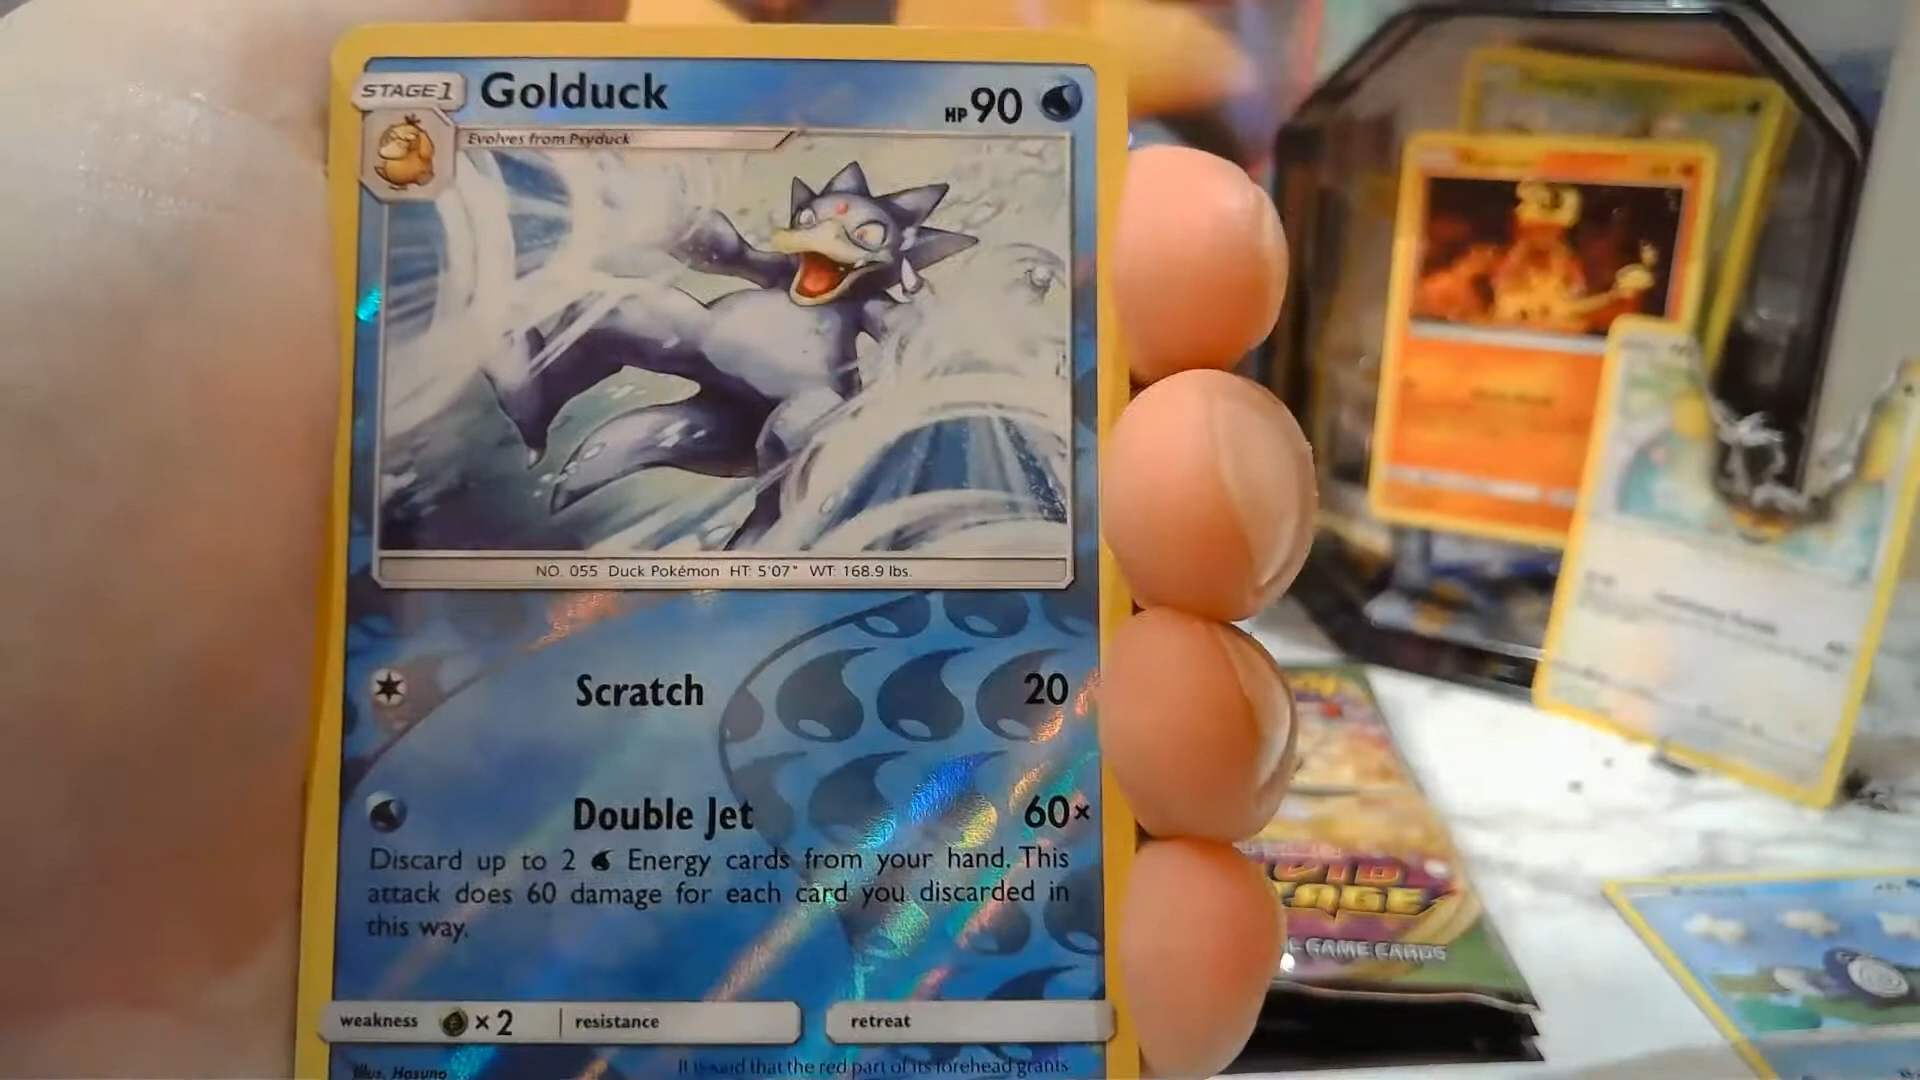 STAGE 1 Golduck HP 90
Evolves from Psyduck
NO. 055 Duck Pokémon HT: 5'07" WT: 168.9 lbs.
Scratch 20
Double Jet 60×
Discard up to 2 Energy cards from your hand. This
attack does 60 damage for each card you discarded in
this way.
weakness ×2 resistance retreat
Illus. Hasuno
It is said that the red part of its forehead grants
GAME CARDS